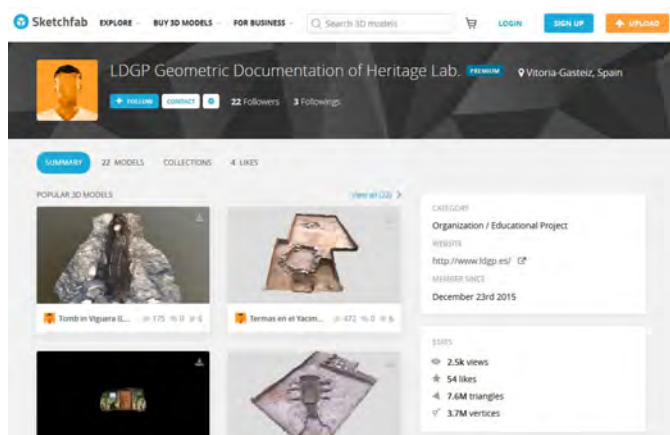 Sketchfab EXPLORE BUY 3D MODELS FOR BUSINESS Search 3D models LOGIN SIGN UP UPLOAD
LDGP Geometric Documentation of Heritage Lab. PREMIUM Vitoria-Gasteiz, Spain
+ FOLLOW CONTACT 22 Followers 3 Followings
SUMMARY 22 MODELS COLLECTIONS 4 LIKES
POPULAR 3D MODELS View all (22)
CATEGORY
Organization / Educational Project
WEBSITE
http://www.ldgp.es/
MEMBER SINCE
December 23rd 2015
Tomb in Viguera (L... 175 0 6
Termas en el Yacim... 472 0 6
STATS
2.5k views
54 likes
7.6M triangles
3.7M vertices